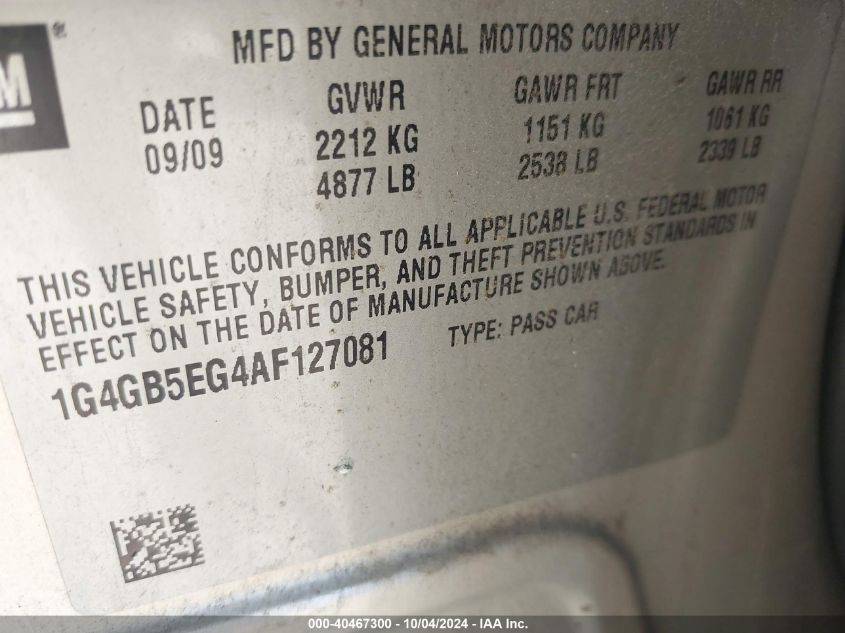 GM®
MFD BY GENERAL MOTORS COMPANY
DATE GVWR GAWR FRT GAWR RR
09/09 2212 KG 1151 KG 1061 KG
4877 LB 2538 LB 2339 LB
THIS VEHICLE CONFORMS TO ALL APPLICABLE U.S. FEDERAL MOTOR
VEHICLE SAFETY, BUMPER, AND THEFT PREVENTION STANDARDS IN
EFFECT ON THE DATE OF MANUFACTURE SHOWN ABOVE.
1G4GB5EG4AF127081 TYPE: PASS CAR
000-40467300 - 10/04/2024 - IAA Inc.